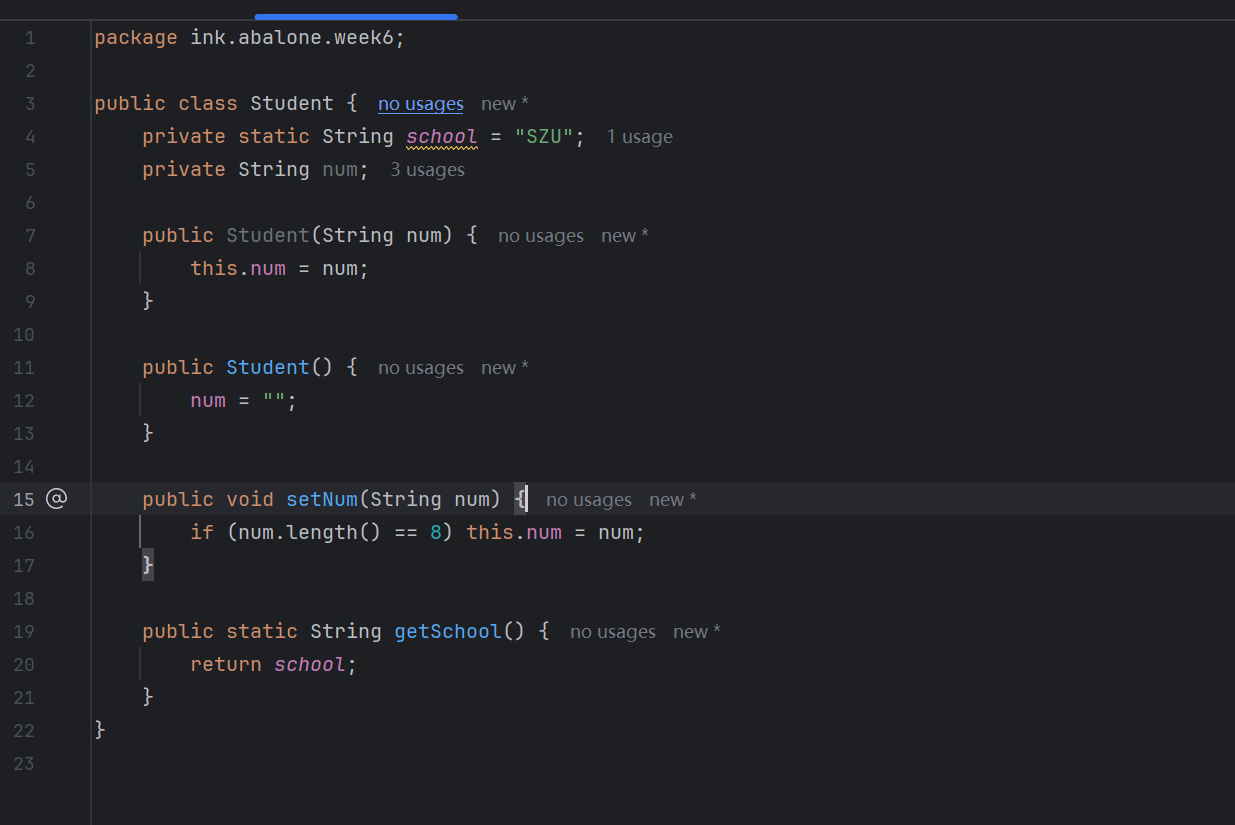 1 package ink.abalone.week6;
2
3 public class Student { no usages new *
4 private static String school = "SZU"; 1 usage
5 private String num; 3 usages
6
7 public Student(String num) { no usages new *
8 this.num = num;
9 }
10
11 public Student() { no usages new *
12 num = "";
13 }
14
15 @ public void setNum(String num) { no usages new *
16 if (num.length() == 8) this.num = num;
17 }
18
19 public static String getSchool() { no usages new *
20 return school;
21 }
22 }
23